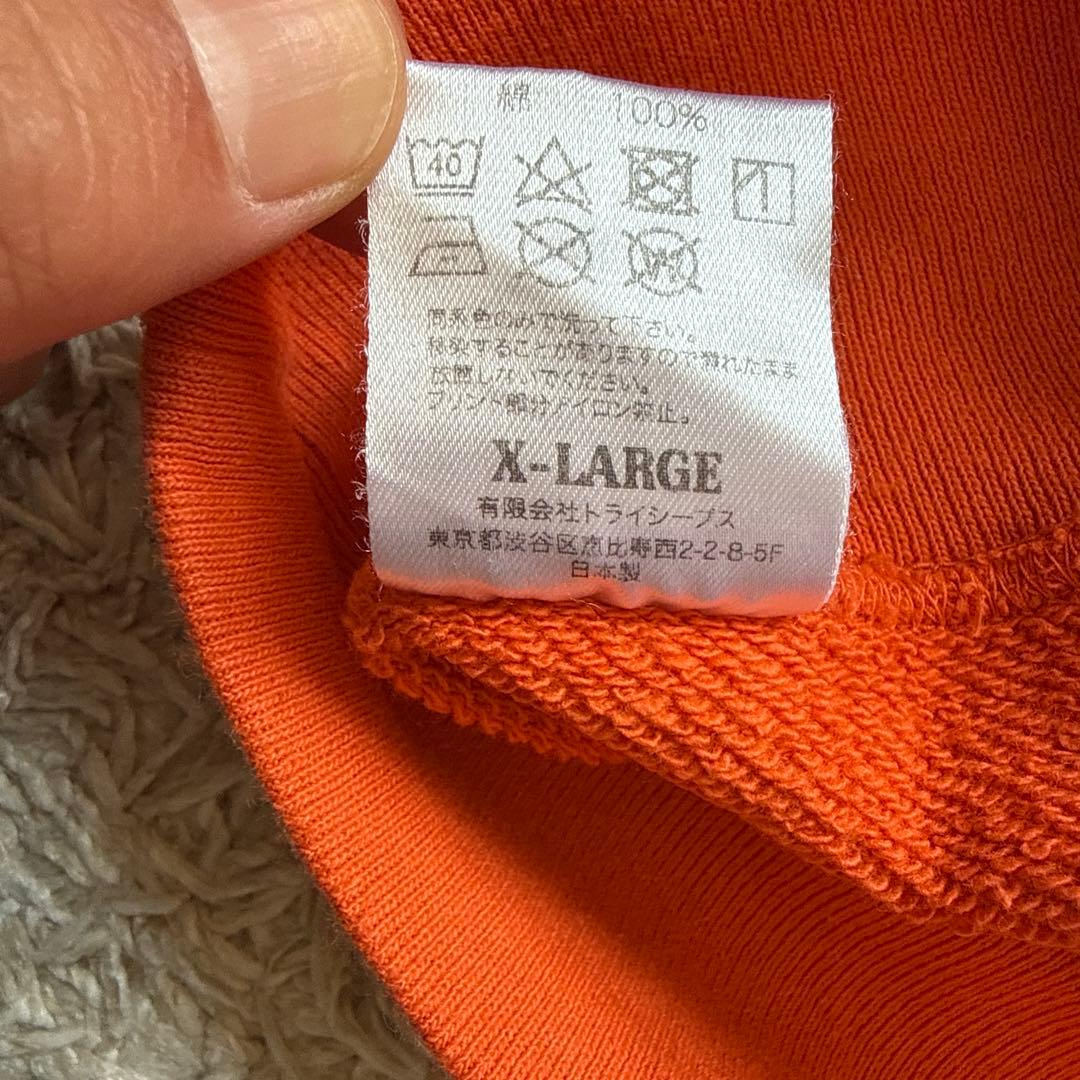 綿 100%
40
同系色のみで洗って下さい。
移染することがありますので濡れたまま
放置しないでください。
プリント部分アイロン禁止。
X-LARGE
有限会社トライシープス
東京都渋谷区恵比寿西2-2-8-5F
日本製